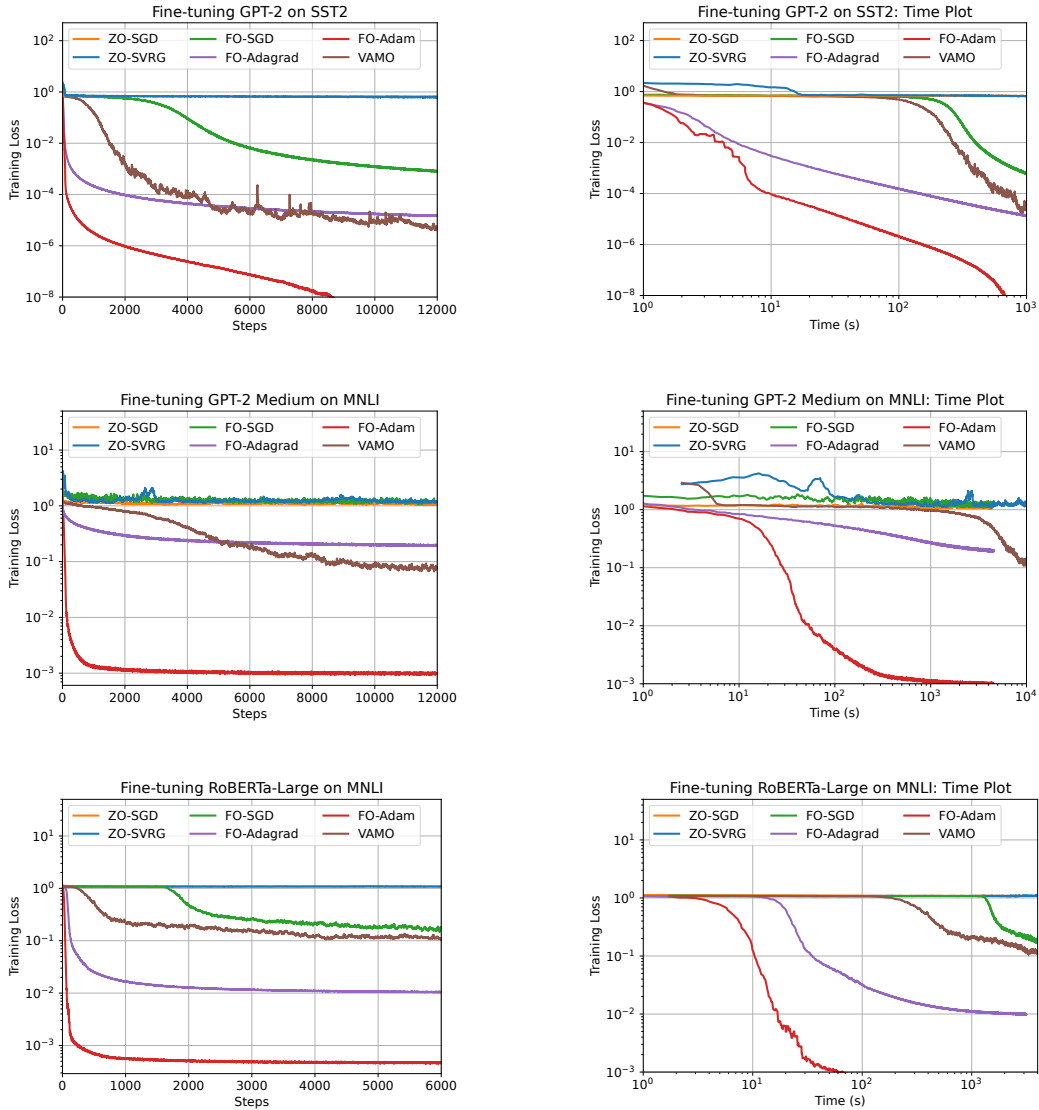 Fine-tuning GPT-2 on SST2
ZO-SGD FO-SGD FO-Adam
ZO-SVRG FO-Adagrad VAMO
Training Loss
10^2
10^0
10^-2
10^-4
10^-6
10^-8
0 2000 4000 6000 8000 10000 12000
Steps
Fine-tuning GPT-2 on SST2: Time Plot
ZO-SGD FO-SGD FO-Adam
ZO-SVRG FO-Adagrad VAMO
Training Loss
10^2
10^0
10^-2
10^-4
10^-6
10^-8
10^0 10^1 10^2 10^3
Time (s)
Fine-tuning GPT-2 Medium on MNLI
ZO-SGD FO-SGD FO-Adam
ZO-SVRG FO-Adagrad VAMO
Training Loss
10^1
10^0
10^-1
10^-2
10^-3
0 2000 4000 6000 8000 10000 12000
Steps
Fine-tuning GPT-2 Medium on MNLI: Time Plot
ZO-SGD FO-SGD FO-Adam
ZO-SVRG FO-Adagrad VAMO
Training Loss
10^1
10^0
10^-1
10^-2
10^-3
10^0 10^1 10^2 10^3 10^4
Time (s)
Fine-tuning RoBERTa-Large on MNLI
ZO-SGD FO-SGD FO-Adam
ZO-SVRG FO-Adagrad VAMO
Training Loss
10^1
10^0
10^-1
10^-2
10^-3
0 1000 2000 3000 4000 5000 6000
Steps
Fine-tuning RoBERTa-Large on MNLI: Time Plot
ZO-SGD FO-SGD FO-Adam
ZO-SVRG FO-Adagrad VAMO
Training Loss
10^1
10^0
10^-1
10^-2
10^-3
10^0 10^1 10^2 10^3
Time (s)